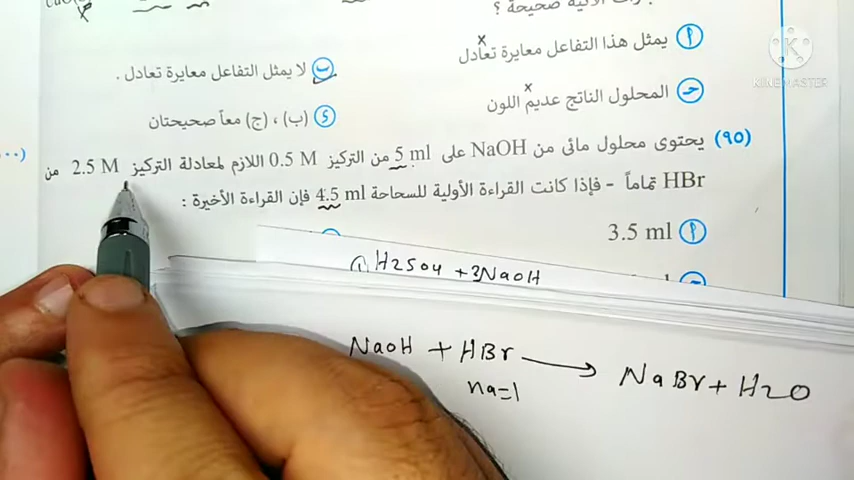 يمثل هذا التفاعل معايرة تعادل (أ) x
(ب) لا يمثل التفاعل معايرة تعادل .
(جـ) المحلول الناتج عديم اللون x
(د) (ب) ، (ج) معاً صحيحتان
(٩٥) يحتوى محلول مائى من NaOH على 5 ml من التركيز 0.5 M اللازم لمعادلة التركيز 2.5 M من
HBr تماماً - فإذا كانت القراءة الأولية للسحاحة 4.5 ml فإن القراءة الأخيرة :
(أ) 3.5 ml
① H2SO4 + 3NaOH
NaOH + HBr → NaBr + H2O
na=1
KINEMASTER